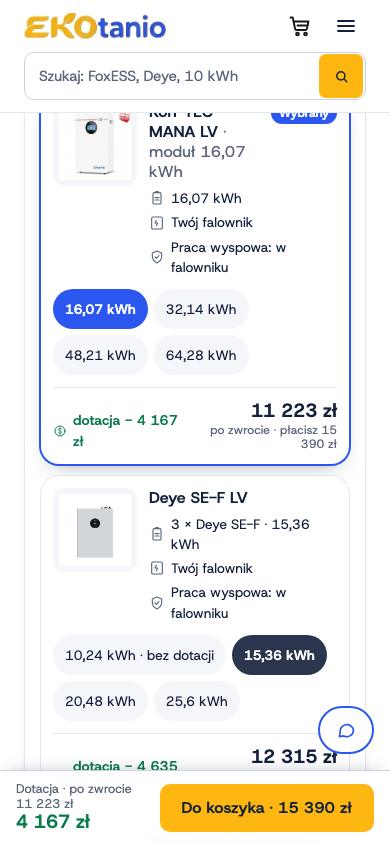 EKOtanio
Szukaj: FoxESS, Deye, 10 kWh
MANA LV ·
moduł 16,07
kWh
Wybrany
16,07 kWh
Twój falownik
Praca wyspowa: w
falowniku
16,07 kWh
32,14 kWh
48,21 kWh
64,28 kWh
dotacja − 4 167
zł
11 223 zł
po zwrocie · płacisz 15
390 zł
Deye SE-F LV
3 × Deye SE-F · 15,36
kWh
Twój falownik
Praca wyspowa: w
falowniku
10,24 kWh · bez dotacji
15,36 kWh
20,48 kWh
25,6 kWh
dotacja − 4 635
12 315 zł
Dotacja · po zwrocie
11 223 zł
4 167 zł
Do koszyka · 15 390 zł